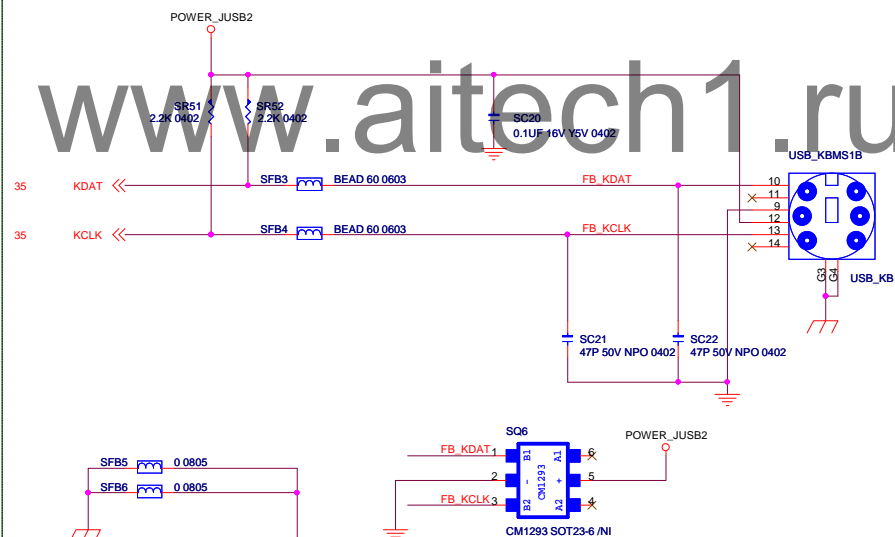 POWER_JUSB2
www.aitech1.ru
SR51
2.2K 0402
SR52
2.2K 0402
SC20
0.1UF 16V Y5V 0402
USB_KBMS1B
35 KDAT SFB3 BEAD 60 0603 FB_KDAT 10
11
9
12
35 KCLK SFB4 BEAD 60 0603 FB_KCLK 13
14
G3
G4
USB_KB
SC21
47P 50V NPO 0402
SC22
47P 50V NPO 0402
SQ6
POWER_JUSB2
FB_KDAT 1 B1 A1 6
SFB5 0 0805
2 - CM1293 + 5
SFB6 0 0805
FB_KCLK 3 B2 A2 4
CM1293 SOT23-6 /NI